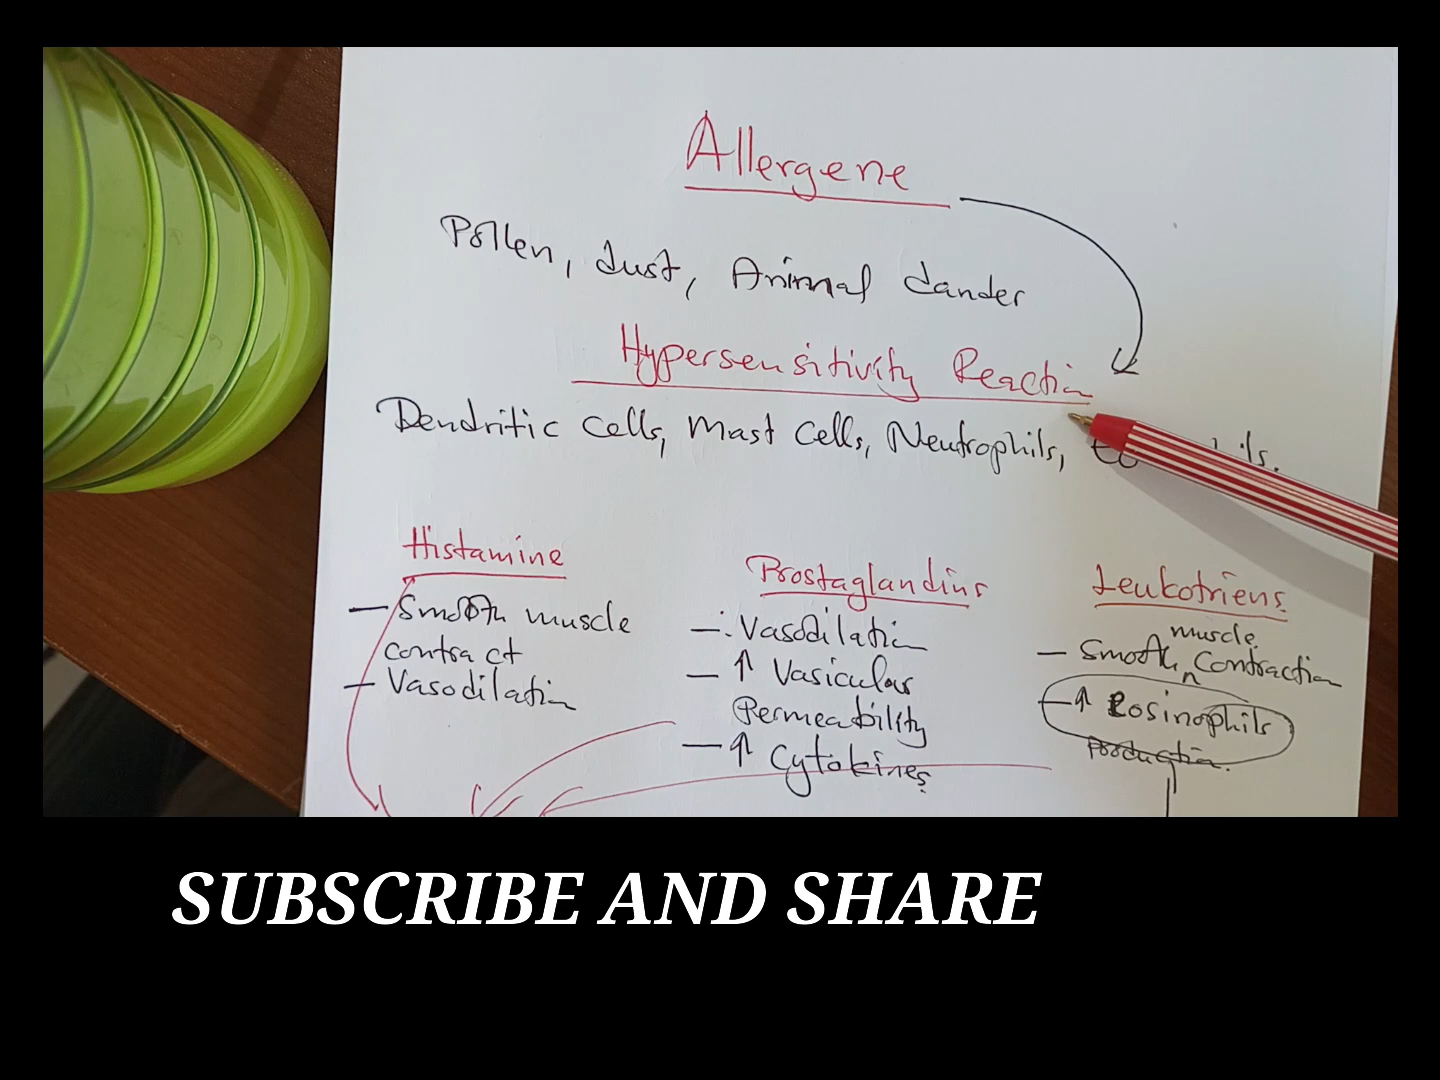 Allergene
Pollen, dust, Animal dander
Hypersensitivity Reaction
Dendritic Cells, Mast Cells, Neutrophils,
Histamine
- Smooth muscle
contract
- Vasodilation
Prostaglandins
- Vasodilation
- ↑ Vasicular
Permeability
- ↑ Cytokines
Leukotriens
muscle
- Smooth Contraction
- ↑ Eosinophils
Production.
SUBSCRIBE AND SHARE